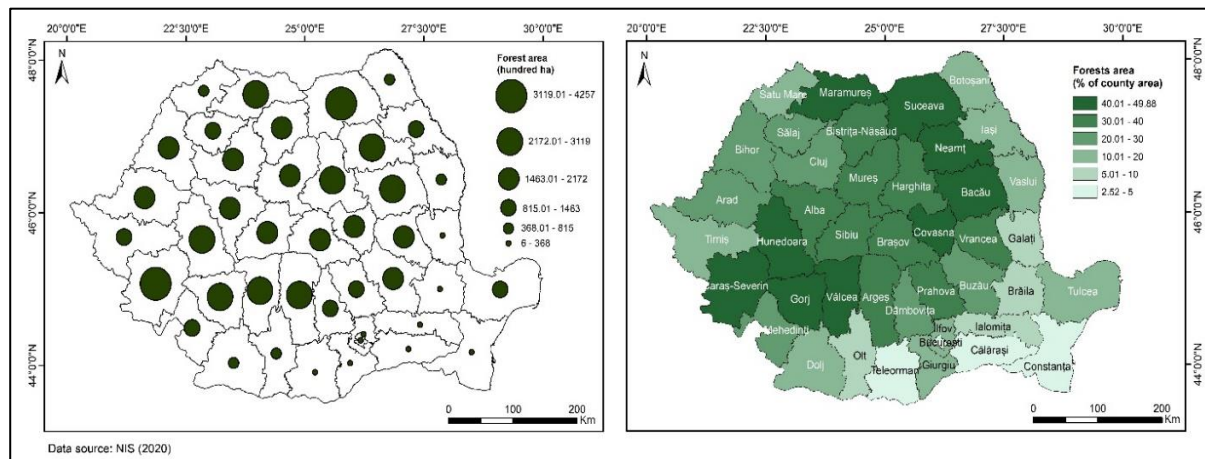 20°0'0"E 22°30'0"E 25°0'0"E 27°30'0"E 30°0'0"E
48°0'0"N
46°0'0"N
44°0'0"N
N
Forest area
(hundred ha)
3119.01 - 4257
2172.01 - 3119
1463.01 - 2172
815.01 - 1463
368.01 - 815
6 - 368
0 100 200
Km
Data source: NIS (2020)
20°0'0"E 22°30'0"E 25°0'0"E 27°30'0"E 30°0'0"E
48°0'0"N
46°0'0"N
44°0'0"N
N
Forests area
(% of county area)
40.01 - 49.88
30.01 - 40
20.01 - 30
10.01 - 20
5.01 - 10
2.52 - 5
Botoșani
Satu Mare
Maramureș
Suceava
Sălaj
Bistrița-Năsăud
Iași
Bihor
Cluj
Neamț
Mureș
Harghita
Vaslui
Bacău
Arad
Alba
Timiș
Hunedoara
Sibiu
Brașov
Covasna
Vrancea
Galați
Caraș-Severin
Gorj
Vâlcea
Argeș
Prahova
Buzău
Brăila
Tulcea
Dâmbovița
Mehedinți
Ilfov
Ialomița
București
Dolj
Olt
Călărași
Teleorman
Giurgiu
Constanța
0 100 200
Km